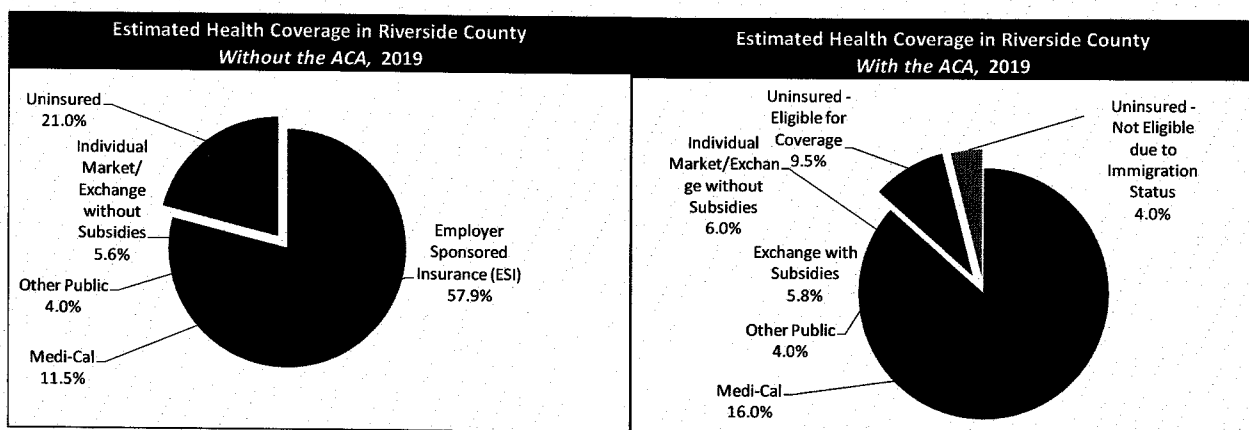 Estimated Health Coverage in Riverside County
Without the ACA, 2019
Uninsured
21.0%
Individual
Market/
Exchange
without
Subsidies
5.6%
Other Public
4.0%
Medi-Cal
11.5%
Employer
Sponsored
Insurance (ESI)
57.9%
Estimated Health Coverage in Riverside County
With the ACA, 2019
Uninsured -
Eligible for
Coverage
9.5%
Uninsured -
Not Eligible
due to
Immigration
Status
4.0%
Individual
Market/Exchan
ge without
Subsidies
6.0%
Exchange with
Subsidies
5.8%
Other Public
4.0%
Medi-Cal
16.0%